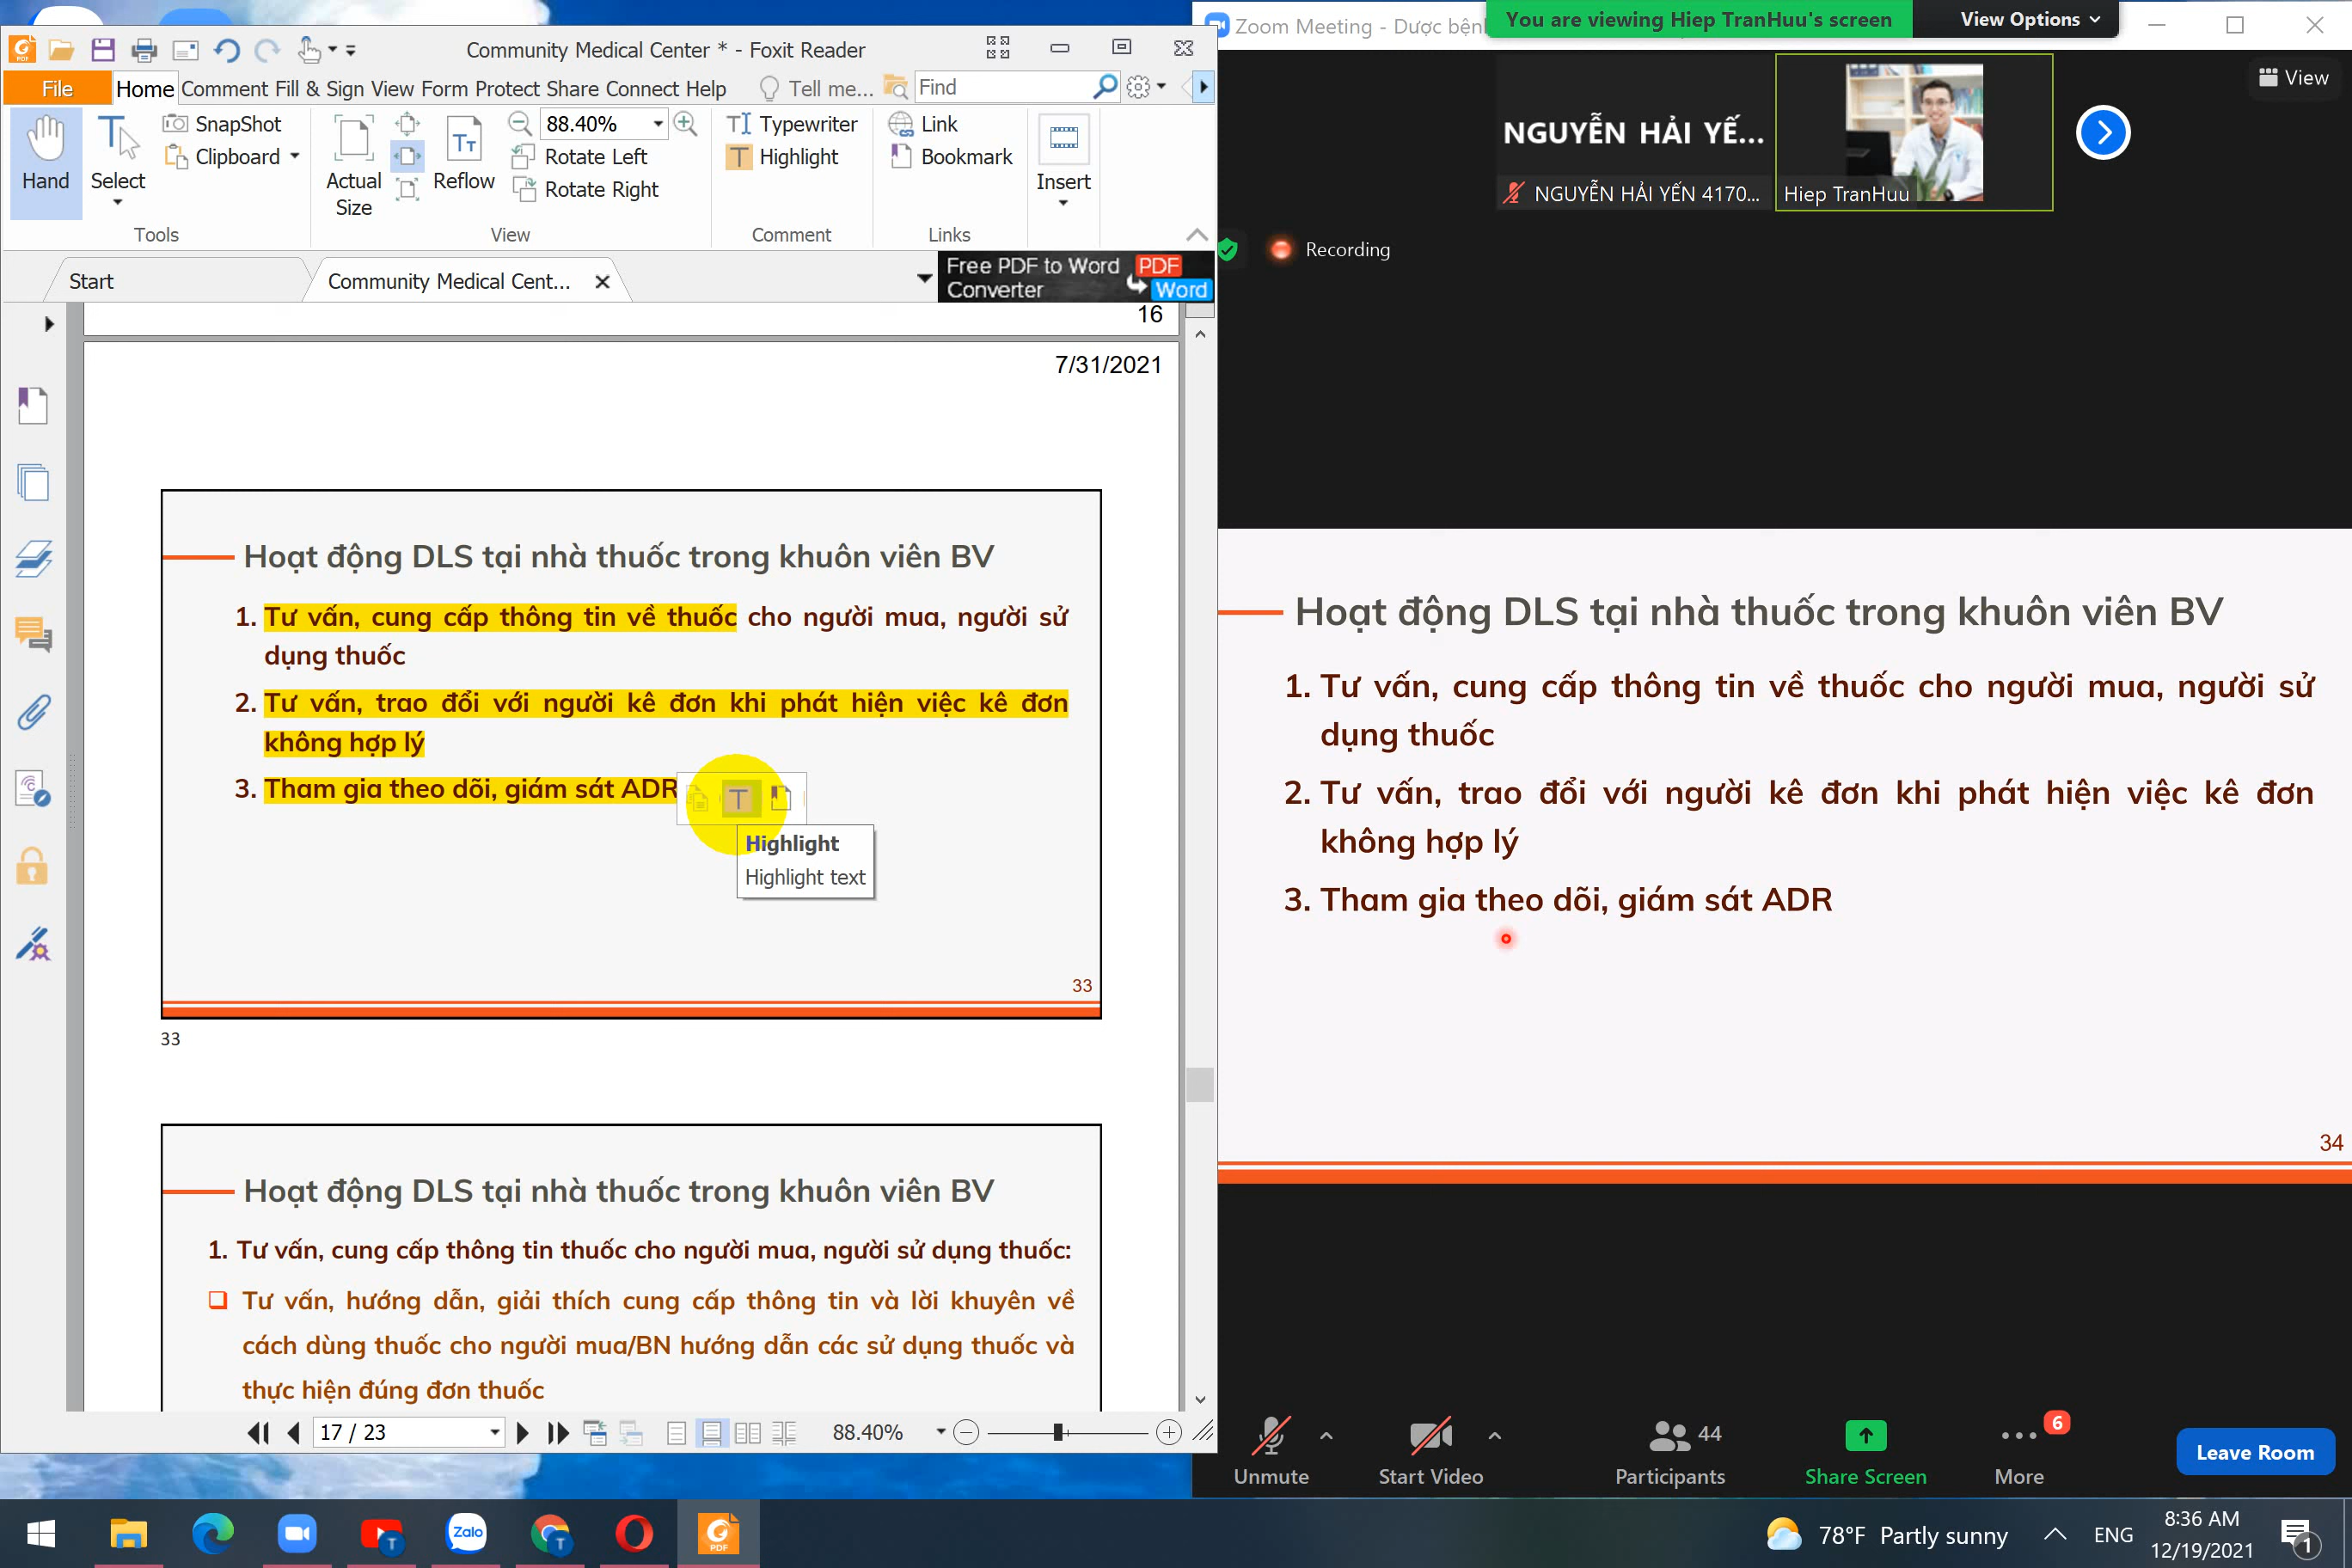 Community Medical Center * - Foxit Reader
File Home Comment Fill & Sign View Form Protect Share Connect Help Tell me... Find
Hand
Select
SnapShot
Clipboard
Tools
Actual Size
Reflow
88.40%
Rotate Left
Rotate Right
View
Typewriter
Highlight
Comment
Link
Bookmark
Links
Insert
Start
Community Medical Cent...
Free PDF to Word PDF
Converter Word
16
7/31/2021
Hoạt động DLS tại nhà thuốc trong khuôn viên BV
1. Tư vấn, cung cấp thông tin về thuốc cho người mua, người sử
dụng thuốc
2. Tư vấn, trao đổi với người kê đơn khi phát hiện việc kê đơn
không hợp lý
3. Tham gia theo dõi, giám sát ADR
Highlight
Highlight text
33
33
Hoạt động DLS tại nhà thuốc trong khuôn viên BV
1. Tư vấn, cung cấp thông tin thuốc cho người mua, người sử dụng thuốc:
Tư vấn, hướng dẫn, giải thích cung cấp thông tin và lời khuyên về
cách dùng thuốc cho người mua/BN hướng dẫn các sử dụng thuốc và
thực hiện đúng đơn thuốc
17 / 23
88.40%
Zoom Meeting - Dược bện
You are viewing Hiep TranHuu's screen
View Options
View
NGUYỄN HẢI YẾ...
NGUYỄN HẢI YẾN 4170...
Hiep TranHuu
Recording
Hoạt động DLS tại nhà thuốc trong khuôn viên BV
1. Tư vấn, cung cấp thông tin về thuốc cho người mua, người sử
dụng thuốc
2. Tư vấn, trao đổi với người kê đơn khi phát hiện việc kê đơn
không hợp lý
3. Tham gia theo dõi, giám sát ADR
34
Unmute
Start Video
44
Participants
Share Screen
6
More
Leave Room
Zalo
T
T
PDF
78°F Partly sunny
ENG
8:36 AM
12/19/2021
1